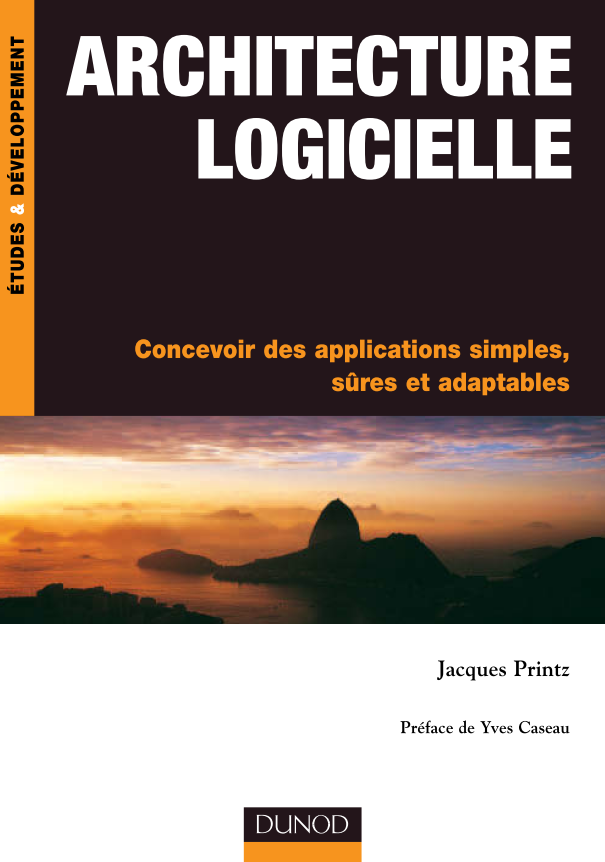 ÉTUDES & DÉVELOPPEMENT
ARCHITECTURE
LOGICIELLE
Concevoir des applications simples,
sûres et adaptables
Jacques Printz
Préface de Yves Caseau
DUNOD